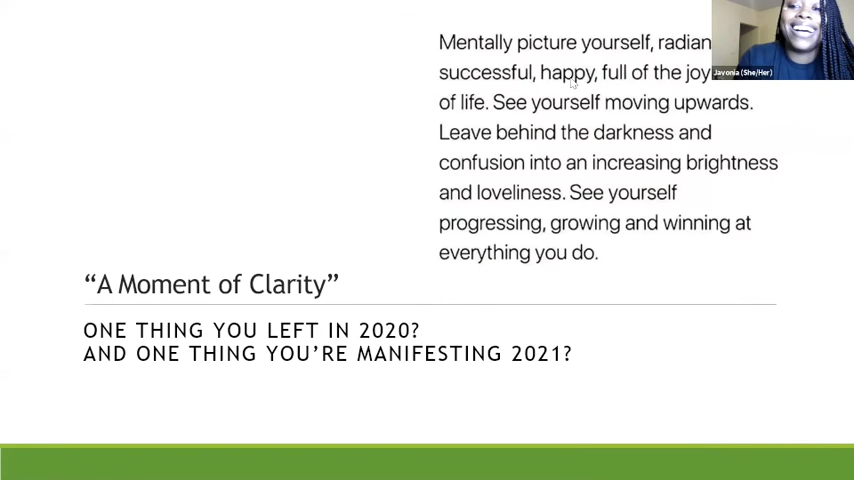 Mentally picture yourself, radian
successful, happy, full of the joy
of life. See yourself moving upwards.
Leave behind the darkness and
confusion into an increasing brightness
and loveliness. See yourself
progressing, growing and winning at
everything you do.
Javonia (She/Her)
“A Moment of Clarity”
ONE THING YOU LEFT IN 2020?
AND ONE THING YOU’RE MANIFESTING 2021?